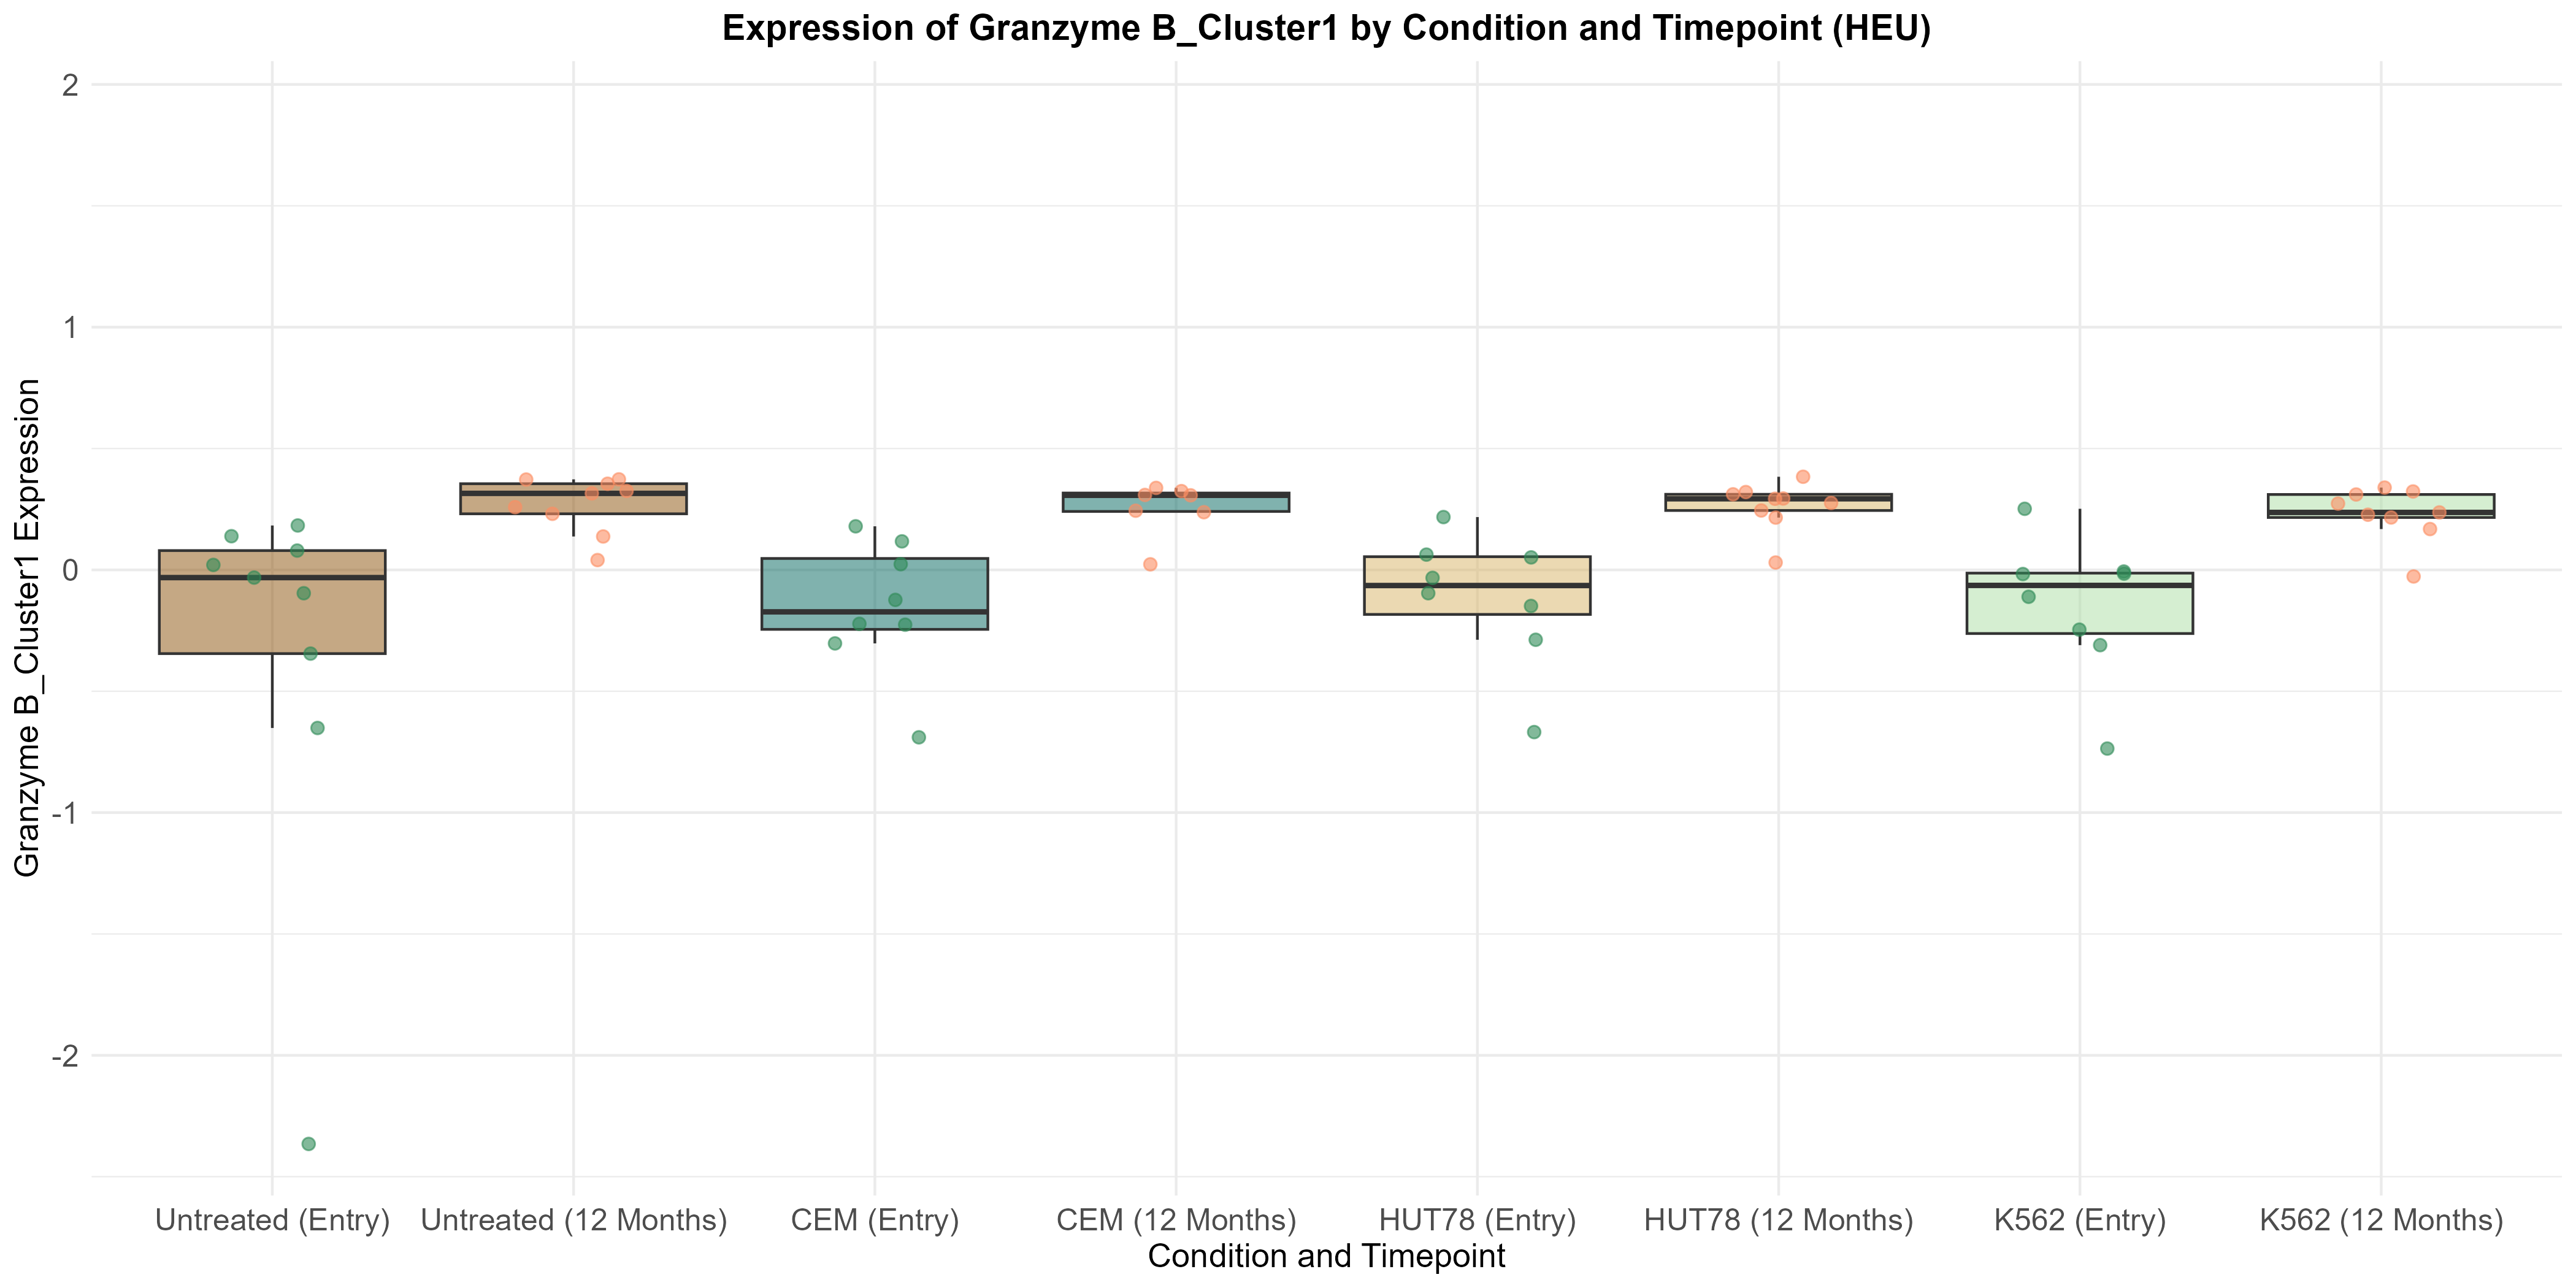 Expression of Granzyme B_Cluster1 by Condition and Timepoint (HEU)
Granzyme B_Cluster1 Expression
2
1
0
-1
-2
Untreated (Entry)
Untreated (12 Months)
CEM (Entry)
CEM (12 Months)
HUT78 (Entry)
HUT78 (12 Months)
K562 (Entry)
K562 (12 Months)
Condition and Timepoint